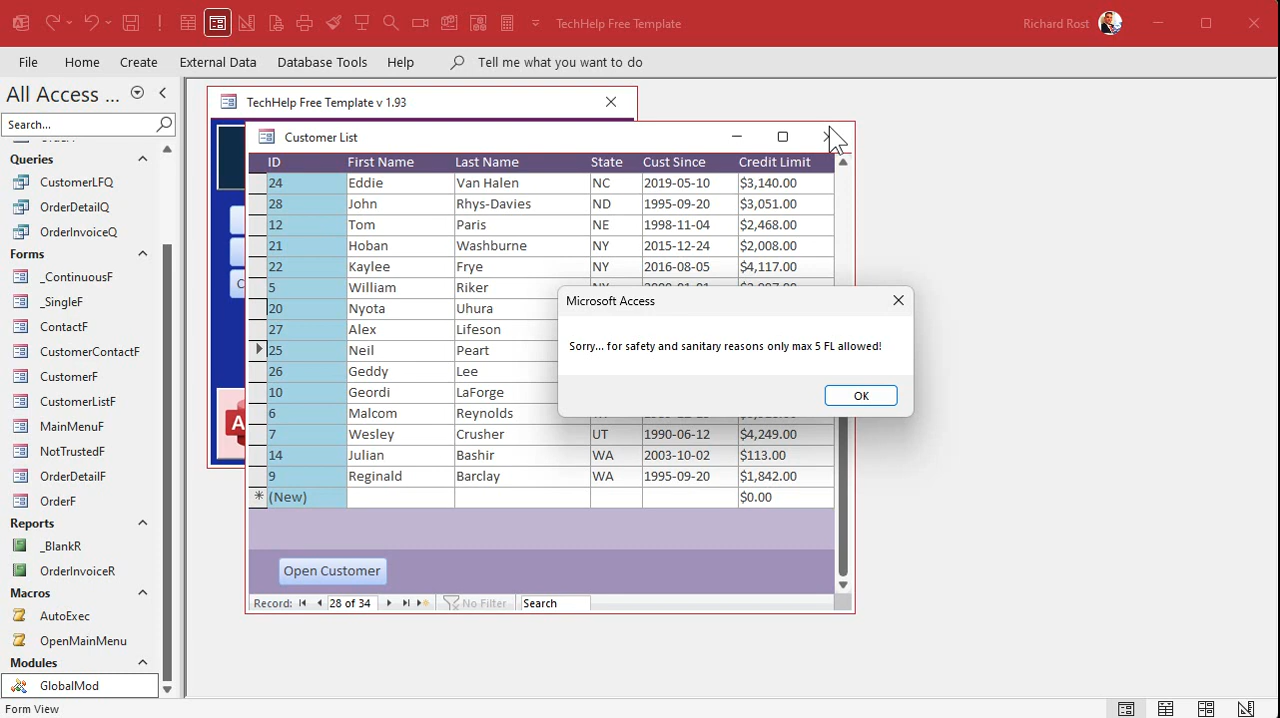 TechHelp Free Template
Richard Rost
File Home Create External Data Database Tools Help Tell me what you want to do
All Access ...
Search...
Queries
CustomerLFQ
OrderDetailQ
OrderInvoiceQ
Forms
_ContinuousF
_SingleF
ContactF
CustomerContactF
CustomerF
CustomerListF
MainMenuF
NotTrustedF
OrderDetailF
OrderF
Reports
_BlankR
OrderInvoiceR
Macros
AutoExec
OpenMainMenu
Modules
GlobalMod
TechHelp Free Template v 1.93
Customer List
ID First Name Last Name State Cust Since Credit Limit
24 Eddie Van Halen NC 2019-05-10 $3,140.00
28 John Rhys-Davies ND 1995-09-20 $3,051.00
12 Tom Paris NE 1998-11-04 $2,468.00
21 Hoban Washburne NY 2015-12-24 $2,008.00
22 Kaylee Frye NY 2016-08-05 $4,117.00
5 William Riker
20 Nyota Uhura
27 Alex Lifeson
25 Neil Peart
26 Geddy Lee
10 Geordi LaForge
6 Malcom Reynolds
7 Wesley Crusher UT 1990-06-12 $4,249.00
14 Julian Bashir WA 2003-10-02 $113.00
9 Reginald Barclay WA 1995-09-20 $1,842.00
(New) $0.00
Open Customer
Record: 28 of 34 No Filter Search
Microsoft Access
Sorry... for safety and sanitary reasons only max 5 FL allowed!
OK
Form View